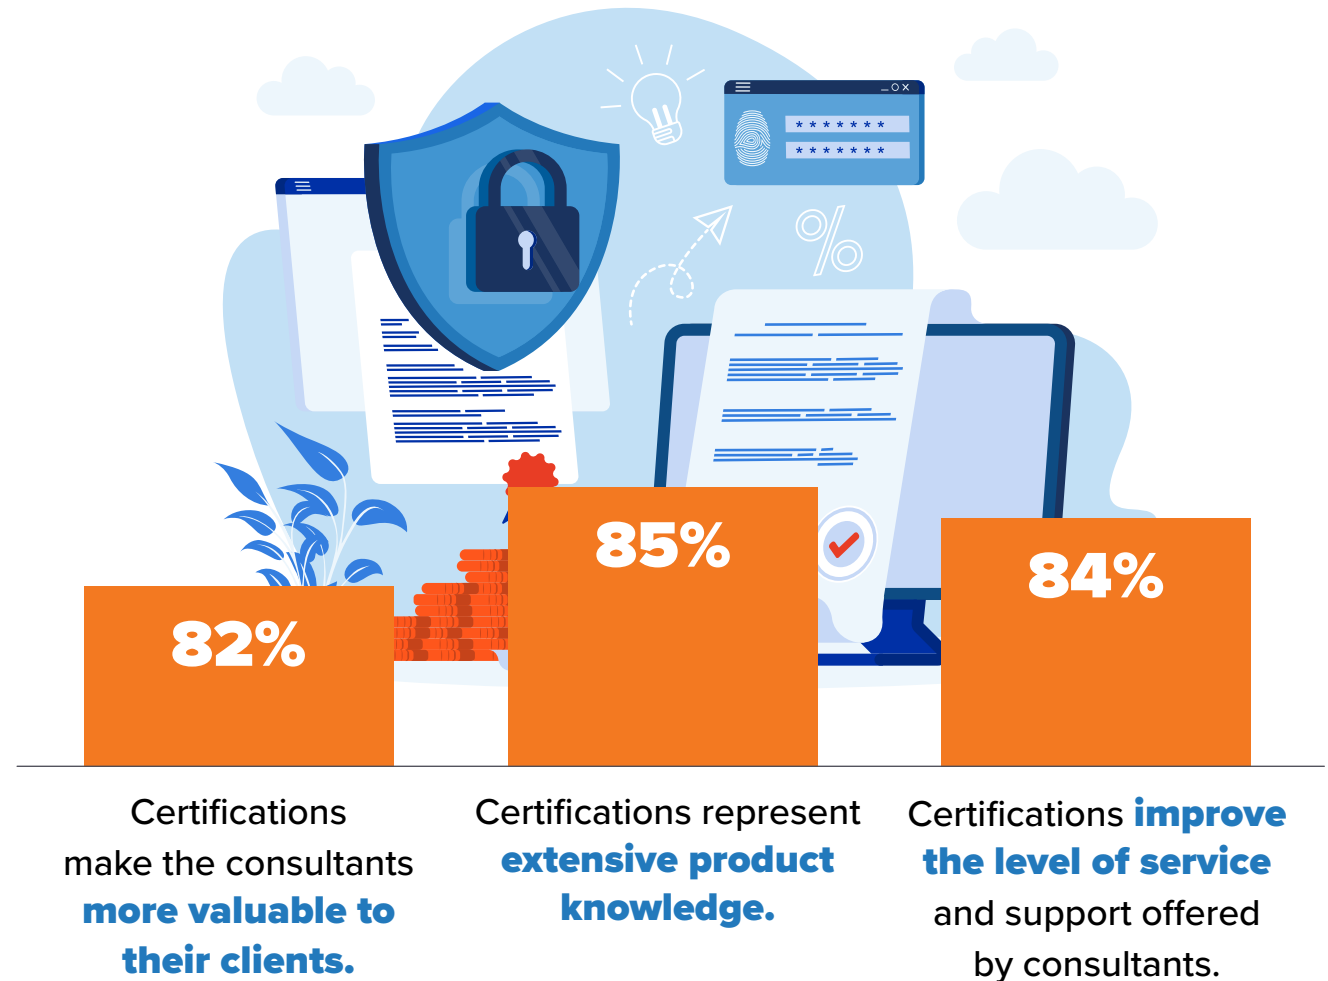 * * * * * * *
* * * * * * *
%
82%
85%
84%
Certifications
make the consultants
more valuable to
their clients.
Certifications represent
extensive product
knowledge.
Certifications improve
the level of service
and support offered
by consultants.